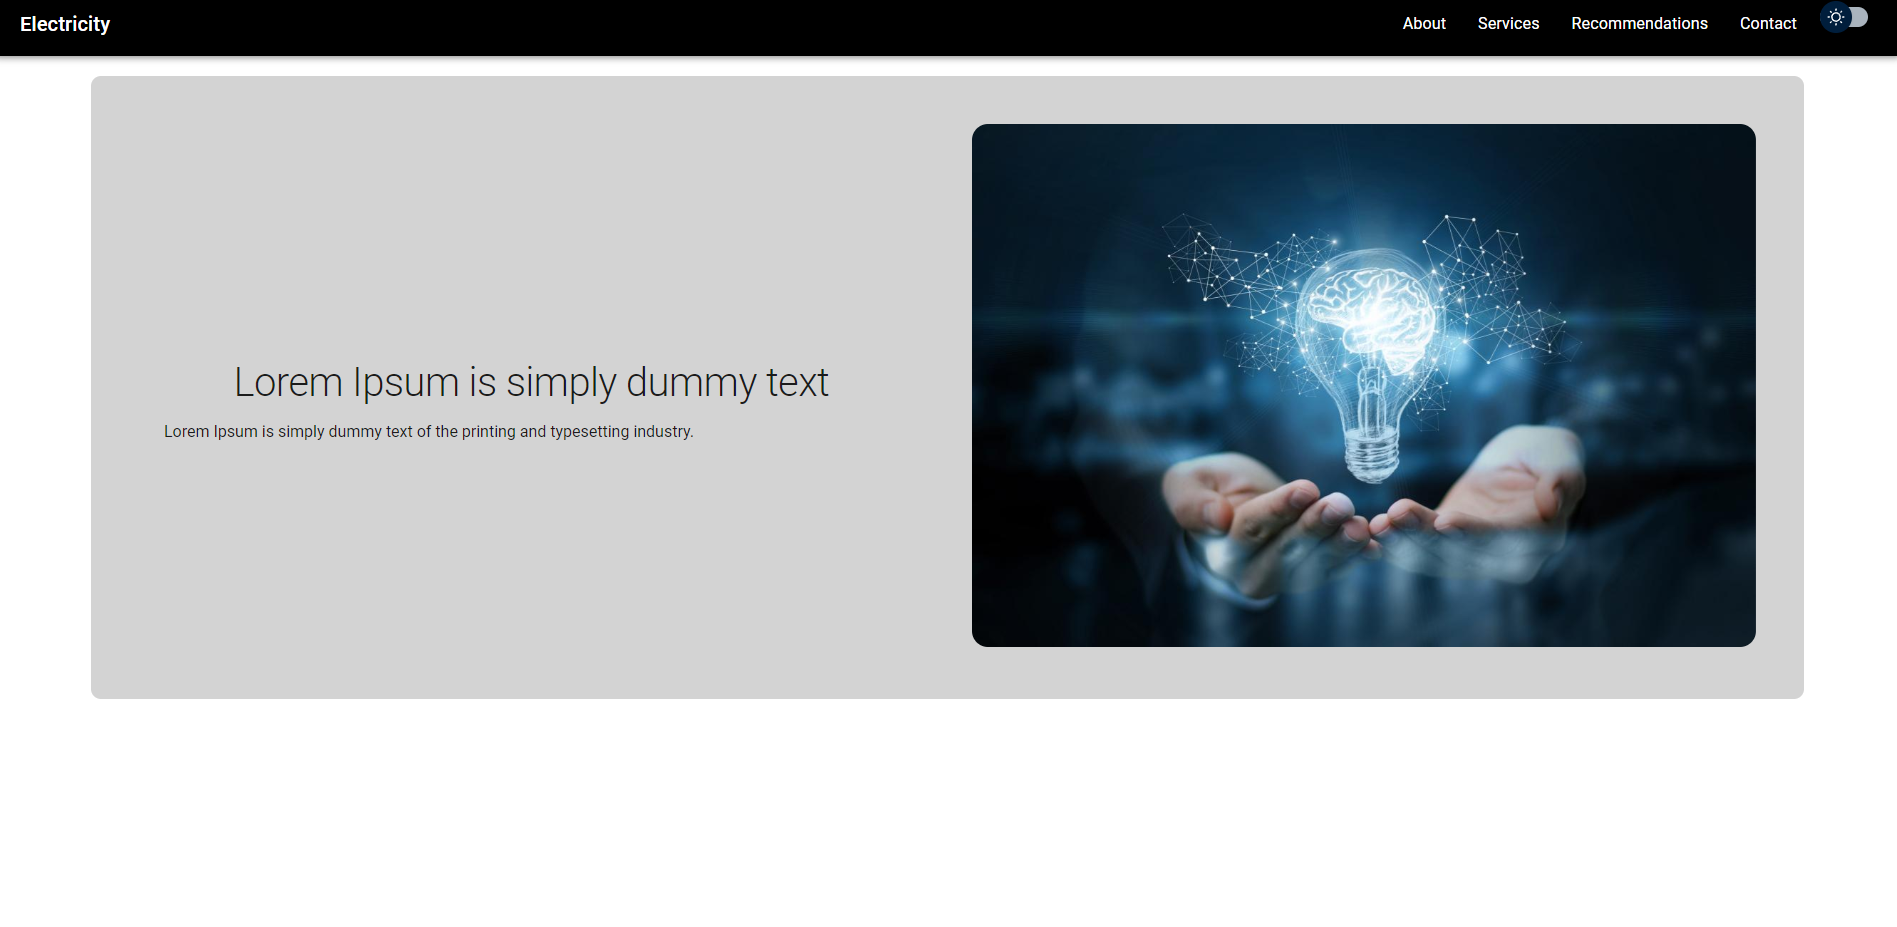 Electricity
About Services Recommendations Contact
Lorem Ipsum is simply dummy text
Lorem Ipsum is simply dummy text of the printing and typesetting industry.